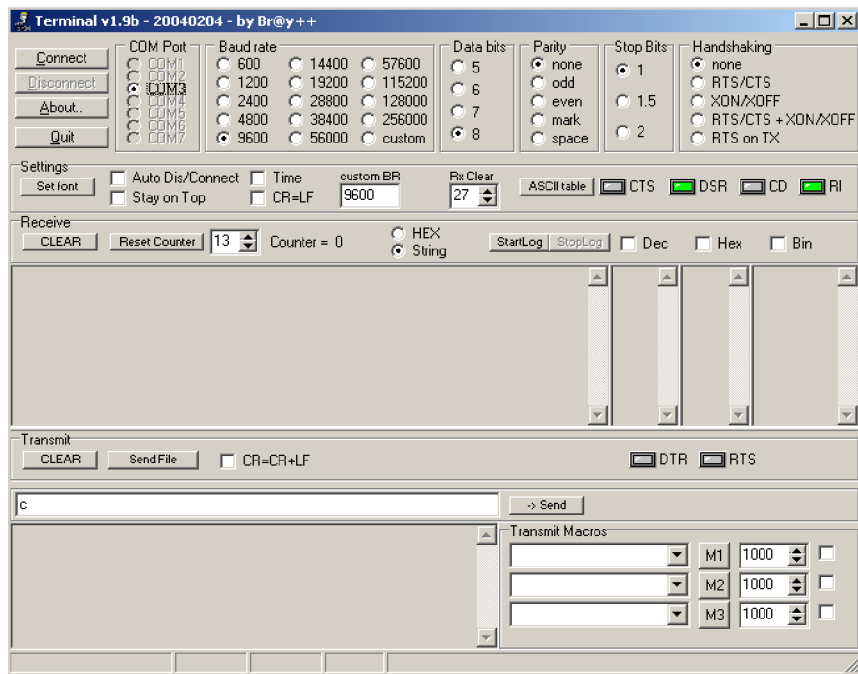 Terminal v1.9b - 20040204 - by Br@y++
Connect
Disconnect
About..
Quit
COM Port
COM1
COM2
COM3
COM4
COM5
COM6
COM7
Baud rate
600 14400 57600
1200 19200 115200
2400 28800 128000
4800 38400 256000
9600 56000 custom
Data bits
5
6
7
8
Parity
none
odd
even
mark
space
Stop Bits
1
1.5
2
Handshaking
none
RTS/CTS
XON/XOFF
RTS/CTS + XON/XOFF
RTS on TX
Settings
Set font
Auto Dis/Connect
Stay on Top
Time
CR=LF
custom BR
9600
Rx Clear
27
ASCII table
CTS
DSR
CD
RI
Receive
CLEAR
Reset Counter
13
Counter = 0
HEX
String
StartLog
StopLog
Dec
Hex
Bin
Transmit
CLEAR
Send File
CR=CR+LF
DTR
RTS
c
-> Send
Transmit Macros
M1 1000
M2 1000
M3 1000